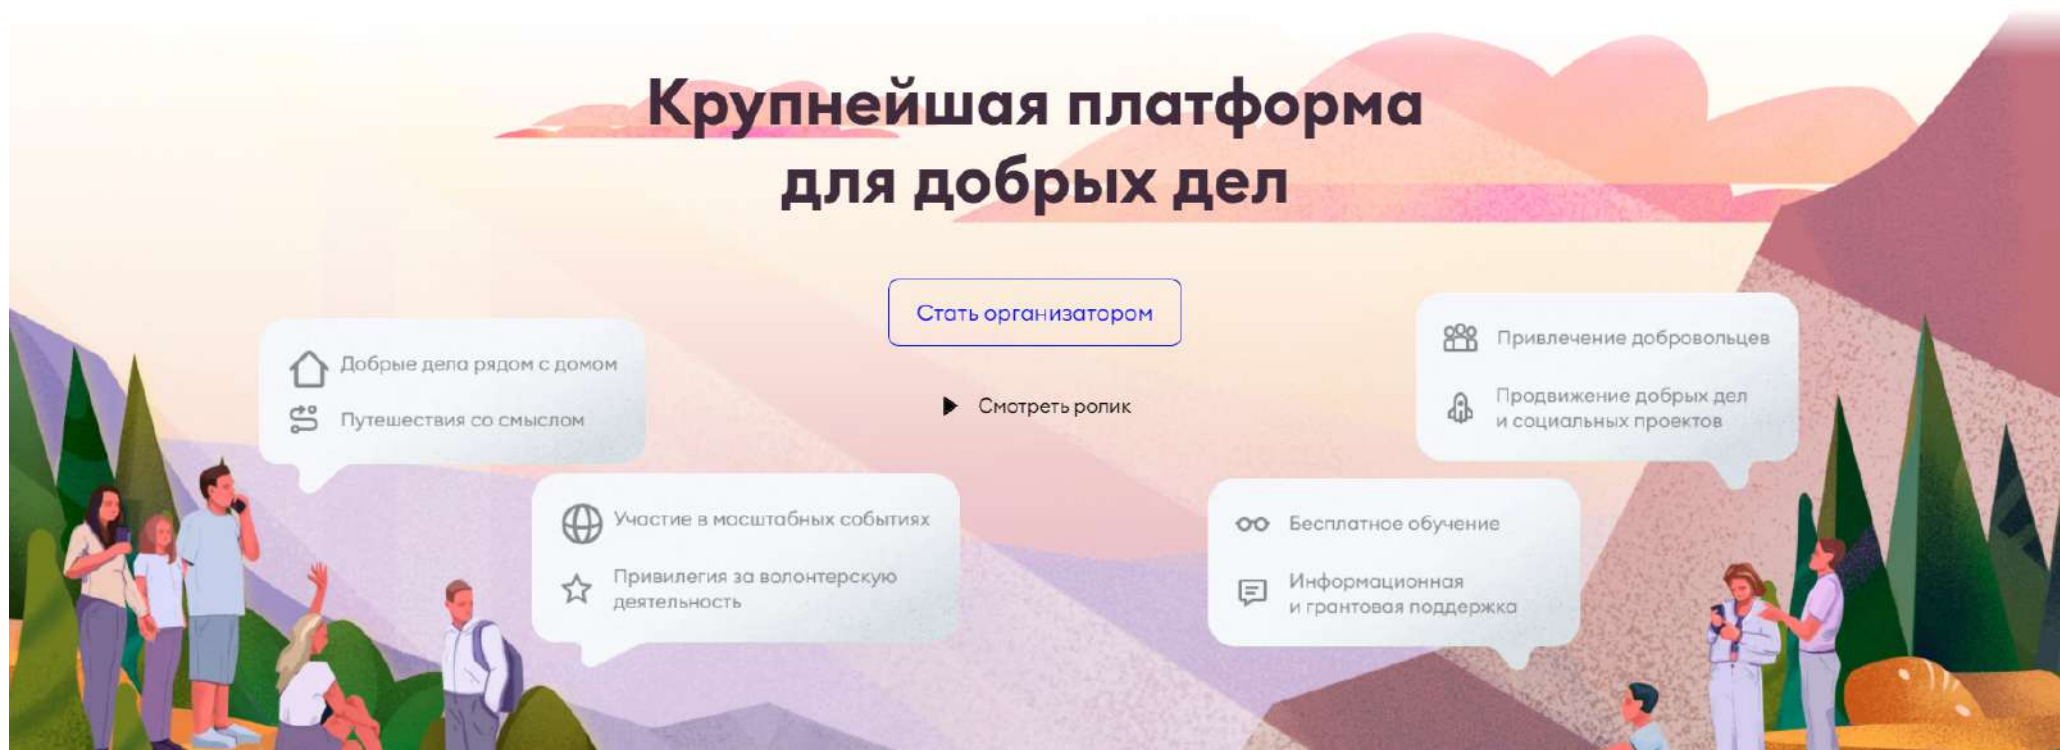 Крупнейшая платформа
для добрых дел
Стать организатором
Смотреть ролик
Добрые дела рядом с домом
Путешествия со смыслом
Участие в масштабных событиях
Привилегия за волонтерскую
деятельность
Привлечение добровольцев
Продвижение добрых дел
и социальных проектов
Бесплатное обучение
Информационная
и грантовая поддержка